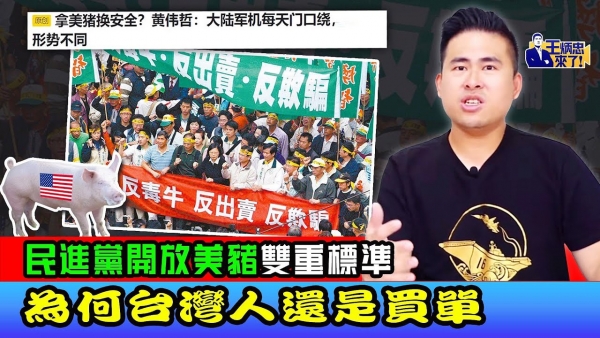 原创
拿美猪换安全？黄伟哲：大陆军机每天门口绕，
形势不同
王炳忠
來了!
反出賣·反欺騙
反毒牛 反出賣 反欺騙
民進黨開放美豬雙重標準
為何台灣人還是買單